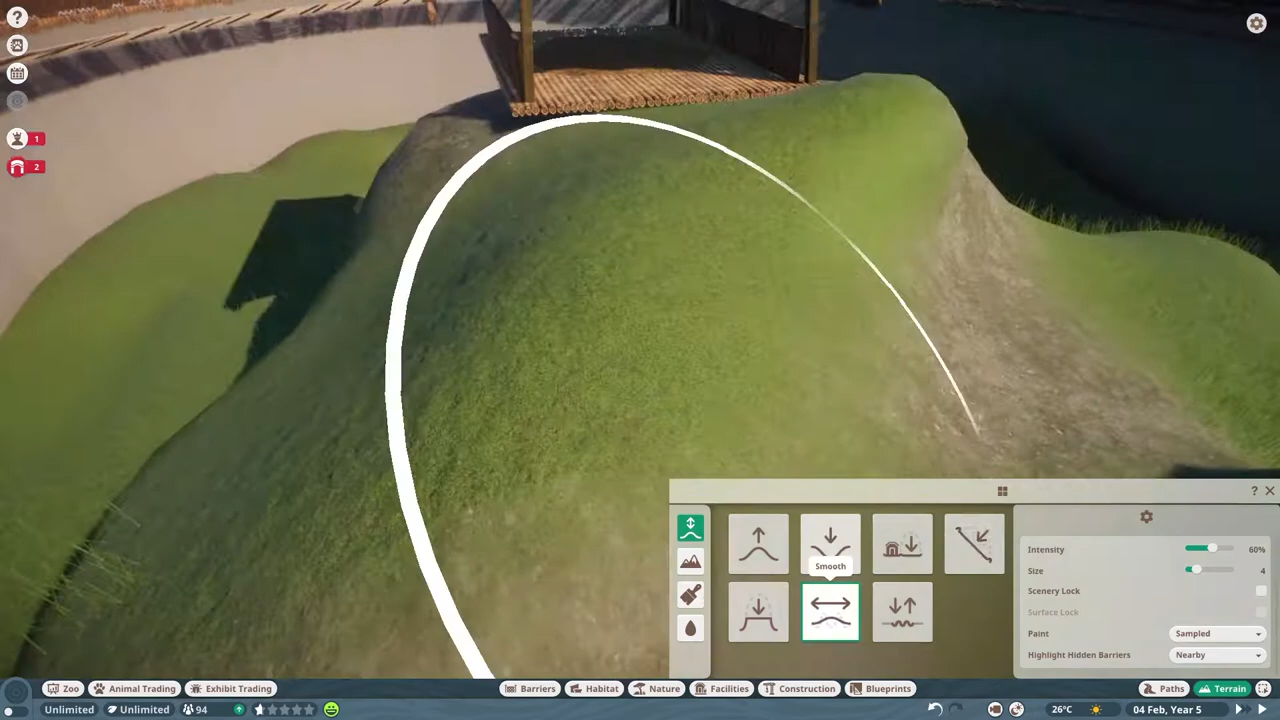 ?
1
2
?
Smooth
Intensity 60%
Size 4
Scenery Lock
Surface Lock
Paint Sampled
Highlight Hidden Barriers Nearby
Zoo Animal Trading Exhibit Trading Barriers Habitat Nature Facilities Construction Blueprints Paths Terrain
Unlimited Unlimited 94 26°C 04 Feb, Year 5